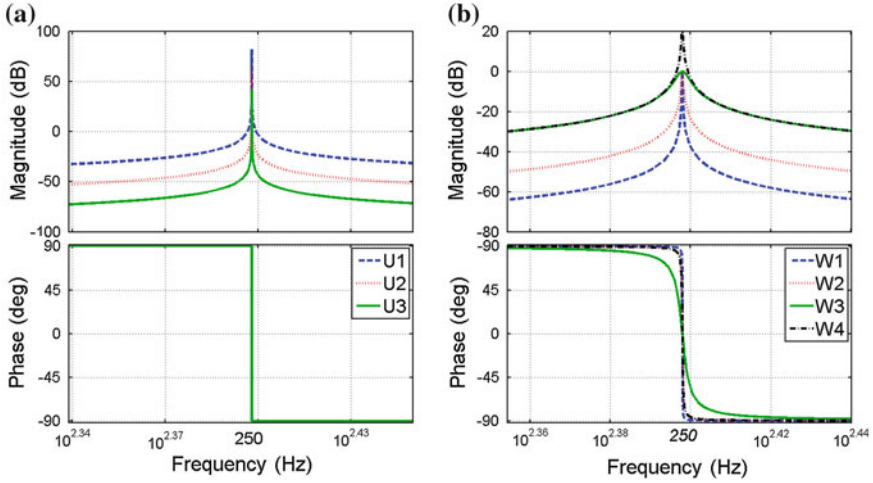 (a)
100
50
0
-50
-100
Magnitude (dB)
90
45
0
-45
-90
Phase (deg)
U1
U2
U3
10^2.34
10^2.37
250
10^2.43
Frequency (Hz)
(b)
20
0
-20
-40
-60
-80
Magnitude (dB)
-90
45
0
-45
-90
Phase (deg)
W1
W2
W3
W4
10^2.36
10^2.38
250
10^2.42
10^2.44
Frequency (Hz)